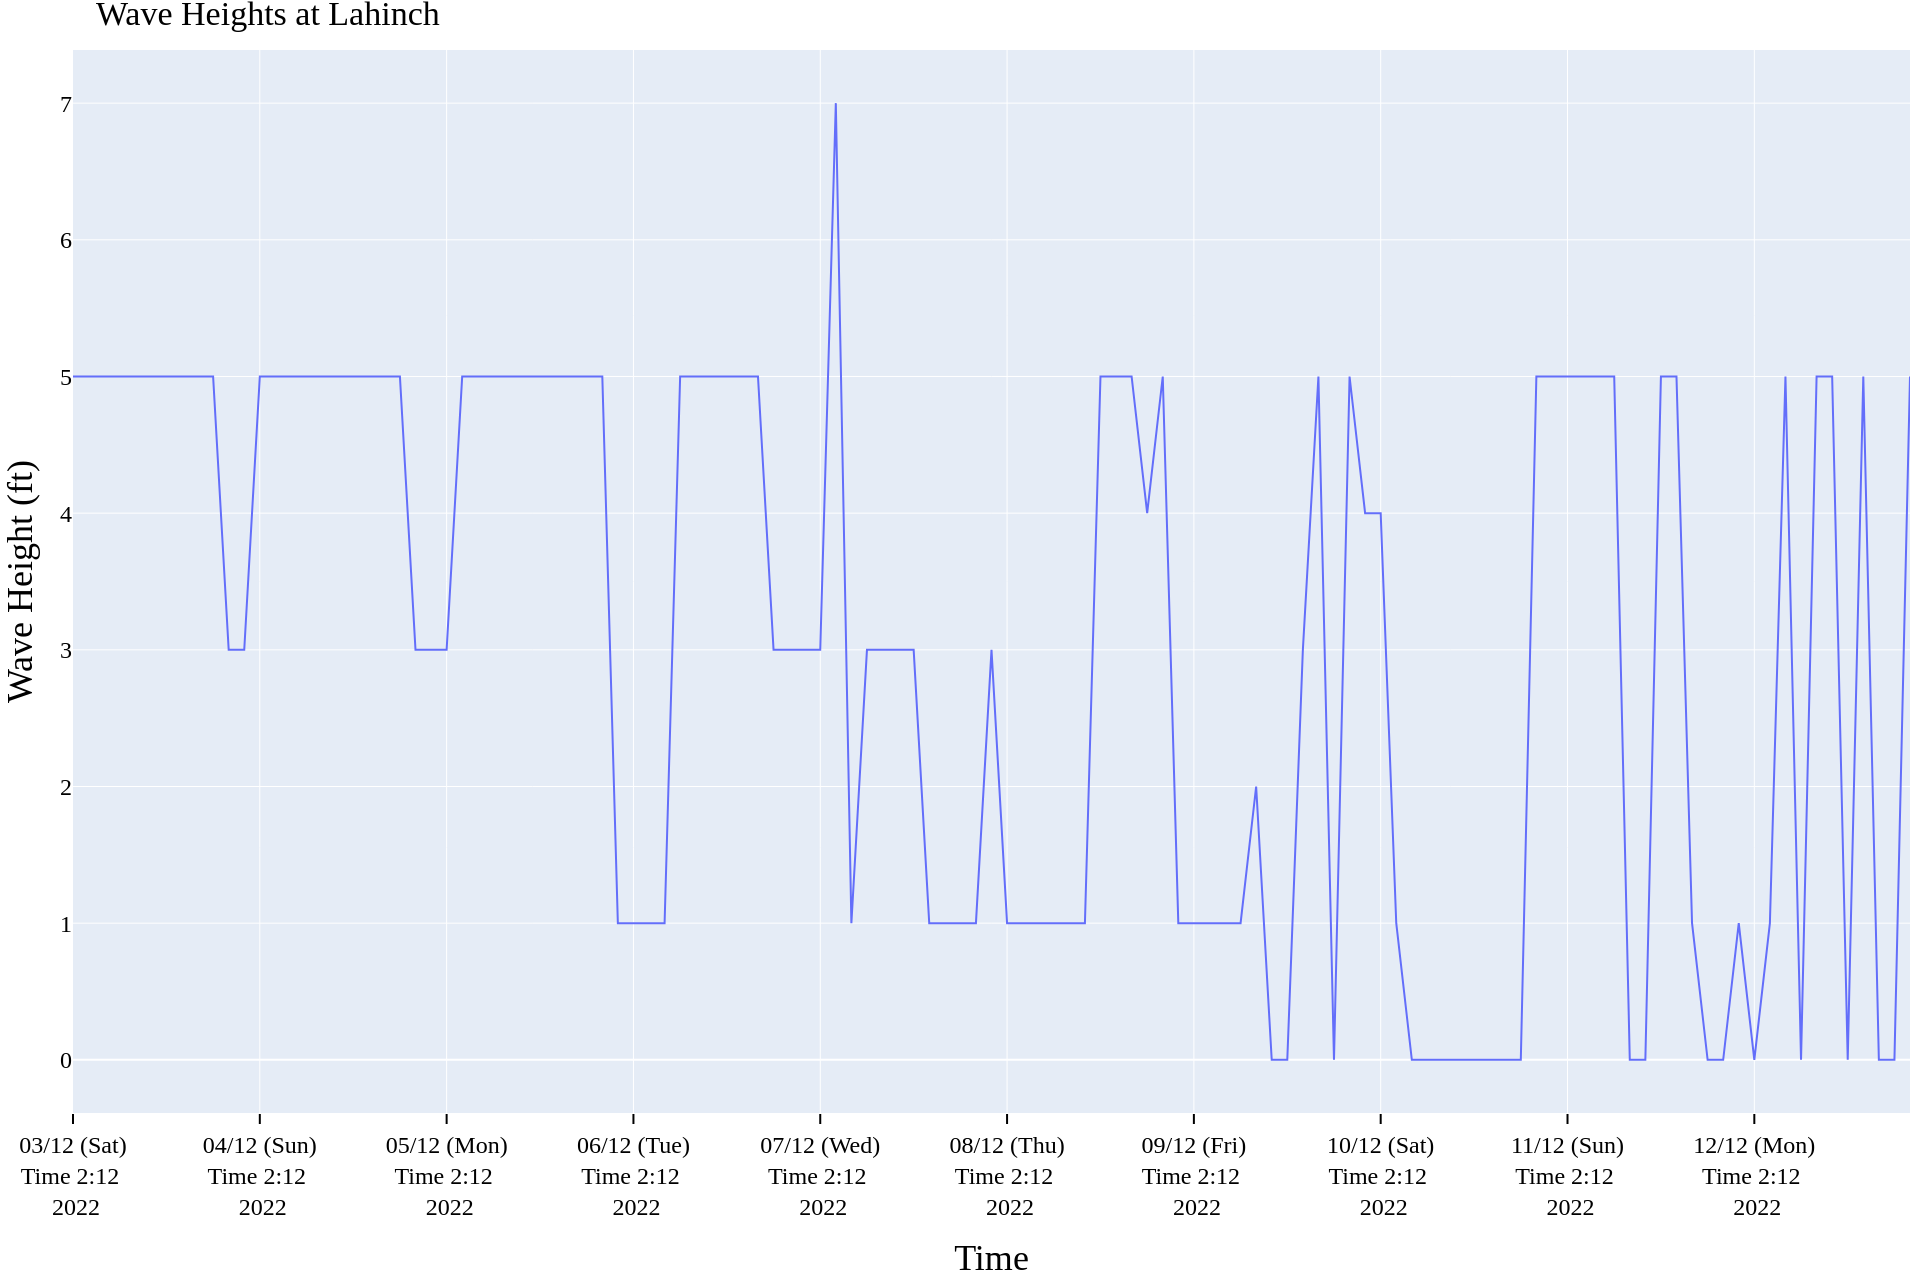 Wave Heights at Lahinch
7
6
5
4
3
2
1
0
Wave Height (ft)
03/12 (Sat) 04/12 (Sun) 05/12 (Mon) 06/12 (Tue) 07/12 (Wed) 08/12 (Thu) 09/12 (Fri) 10/12 (Sat) 11/12 (Sun) 12/12 (Mon)
Time 2:12 Time 2:12 Time 2:12 Time 2:12 Time 2:12 Time 2:12 Time 2:12 Time 2:12 Time 2:12 Time 2:12
2022 2022 2022 2022 2022 2022 2022 2022 2022 2022
Time